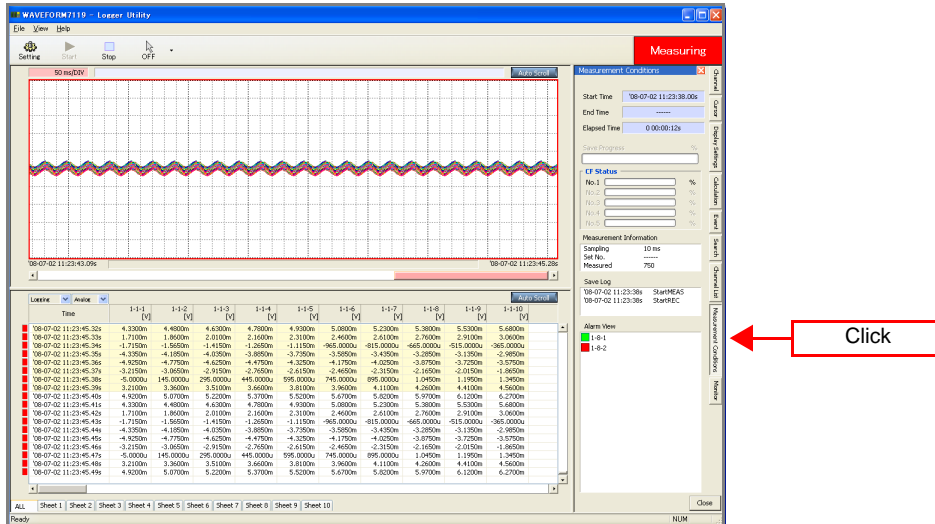 WAVEFORM7119 - Logger Utility
File View Help
Setting Start Stop OFF
Measuring
50 ms/DIV Auto Scroll
'08-07-02 11:23:43.09s '08-07-02 11:23:45.28s
Logging Analog Auto Scroll
Time 1-1-1 [V] 1-1-2 [V] 1-1-3 [V] 1-1-4 [V] 1-1-5 [V] 1-1-6 [V] 1-1-7 [V] 1-1-8 [V] 1-1-9 [V] 1-1-10 [V]
'08-07-02 11:23:45.32s 4.3300m 4.4800m 4.6300m 4.7800m 4.9300m 5.0800m 5.2300m 5.3800m 5.5300m 5.6800m
'08-07-02 11:23:45.33s 1.7100m 1.8600m 2.0100m 2.1600m 2.3100m 2.4600m 2.6100m 2.7600m 2.9100m 3.0600m
'08-07-02 11:23:45.34s -1.7150m -1.5650m -1.4150m -1.2650m -1.1150m -965.0000u -815.0000u -665.0000u -515.0000u -365.0000u
'08-07-02 11:23:45.35s -4.3350m -4.1850m -4.0350m -3.8850m -3.7350m -3.5850m -3.4350m -3.2850m -3.1350m -2.9850m
'08-07-02 11:23:45.36s -4.9250m -4.7750m -4.6250m -4.4750m -4.3250m -4.1750m -4.0250m -3.8750m -3.7250m -3.5750m
'08-07-02 11:23:45.37s -3.2150m -3.0650m -2.9150m -2.7650m -2.6150m -2.4650m -2.3150m -2.1650m -2.0150m -1.8650m
'08-07-02 11:23:45.38s -5.0000u 145.0000u 295.0000u 445.0000u 595.0000u 745.0000u 895.0000u 1.0450m 1.1950m 1.3450m
'08-07-02 11:23:45.39s 3.2100m 3.3600m 3.5100m 3.6600m 3.8100m 3.9600m 4.1100m 4.2600m 4.4100m 4.5600m
'08-07-02 11:23:45.40s 4.9200m 5.0700m 5.2200m 5.3700m 5.5200m 5.6700m 5.8200m 5.9700m 6.1200m 6.2700m
'08-07-02 11:23:45.41s 4.3300m 4.4800m 4.6300m 4.7800m 4.9300m 5.0800m 5.2300m 5.3800m 5.5300m 5.6800m
'08-07-02 11:23:45.42s 1.7100m 1.8600m 2.0100m 2.1600m 2.3100m 2.4600m 2.6100m 2.7600m 2.9100m 3.0600m
'08-07-02 11:23:45.43s -1.7150m -1.5650m -1.4150m -1.2650m -1.1150m -965.0000u -815.0000u -665.0000u -515.0000u -365.0000u
'08-07-02 11:23:45.44s -4.3350m -4.1850m -4.0350m -3.8850m -3.7350m -3.5850m -3.4350m -3.2850m -3.1350m -2.9850m
'08-07-02 11:23:45.45s -4.9250m -4.7750m -4.6250m -4.4750m -4.3250m -4.1750m -4.0250m -3.8750m -3.7250m -3.5750m
'08-07-02 11:23:45.46s -3.2150m -3.0650m -2.9150m -2.7650m -2.6150m -2.4650m -2.3150m -2.1650m -2.0150m -1.8650m
'08-07-02 11:23:45.47s -5.0000u 145.0000u 295.0000u 445.0000u 595.0000u 745.0000u 895.0000u 1.0450m 1.1950m 1.3450m
'08-07-02 11:23:45.48s 3.2100m 3.3600m 3.5100m 3.6600m 3.8100m 3.9600m 4.1100m 4.2600m 4.4100m 4.5600m
'08-07-02 11:23:45.49s 4.9200m 5.0700m 5.2200m 5.3700m 5.5200m 5.6700m 5.8200m 5.9700m 6.1200m 6.2700m
ALL Sheet 1 Sheet 2 Sheet 3 Sheet 4 Sheet 5 Sheet 6 Sheet 7 Sheet 8 Sheet 9 Sheet 10
Ready NUM
Measurement Conditions
Start Time '08-07-02 11:23:38.00s
End Time ------
Elapsed Time 0 00:00:12s
Save Progress %
CF Status
No.1 %
No.2 %
No.3 %
No.4 %
No.5 %
Measurement Information
Sampling 10 ms
Set No. ------
Measured 750
Save Log
'08-07-02 11:23:38s StartMEAS
'08-07-02 11:23:38s StartREC
Alarm View
1-8-1
1-8-2
Close
Channel
Cursor
Display Settings
Calculation
Event
Search
Channel List
Measurement Conditions
Monitor
Click